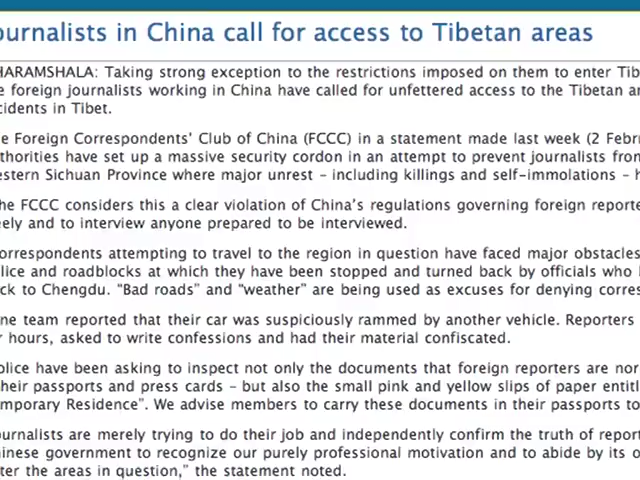 ournalists in China call for access to Tibetan areas
HARAMSHALA: Taking strong exception to the restrictions imposed on them to enter Tib
e foreign journalists working in China have called for unfettered access to the Tibetan a
cidents in Tibet.
e Foreign Correspondents' Club of China (FCCC) in a statement made last week (2 Febr
thorities have set up a massive security cordon in an attempt to prevent journalists fro
estern Sichuan Province where major unrest – including killings and self-immolations – h
he FCCC considers this a clear violation of China's regulations governing foreign reporte
eely and to interview anyone prepared to be interviewed.
orrespondents attempting to travel to the region in question have faced major obstacles
lice and roadblocks at which they have been stopped and turned back by officials who
ck to Chengdu. "Bad roads" and "weather" are being used as excuses for denying corres
ne team reported that their car was suspiciously rammed by another vehicle. Reporters
r hours, asked to write confessions and had their material confiscated.
olice have been asking to inspect not only the documents that foreign reporters are nor
heir passports and press cards – but also the small pink and yellow slips of paper entitl
mporary Residence". We advise members to carry these documents in their passports to
urnalists are merely trying to do their job and independently confirm the truth of report
inese government to recognize our purely professional motivation and to abide by its o
ter the areas in question," the statement noted.